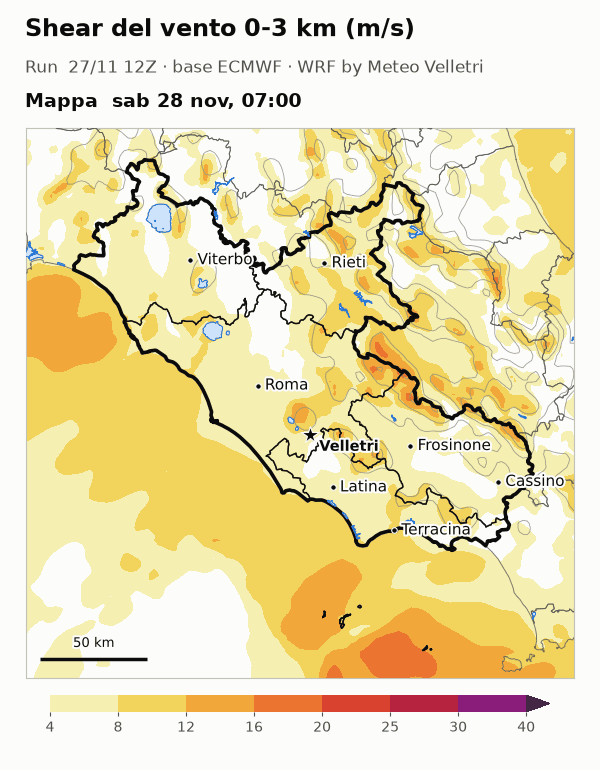 Shear del vento 0-3 km (m/s)
Run  27/11 12Z · base ECMWF · WRF by Meteo Velletri
Mappa  sab 28 nov, 07:00
Viterbo
Rieti
Roma
Velletri
Frosinone
Latina
Cassino
Terracina
50 km
4 8 12 16 20 25 30 40